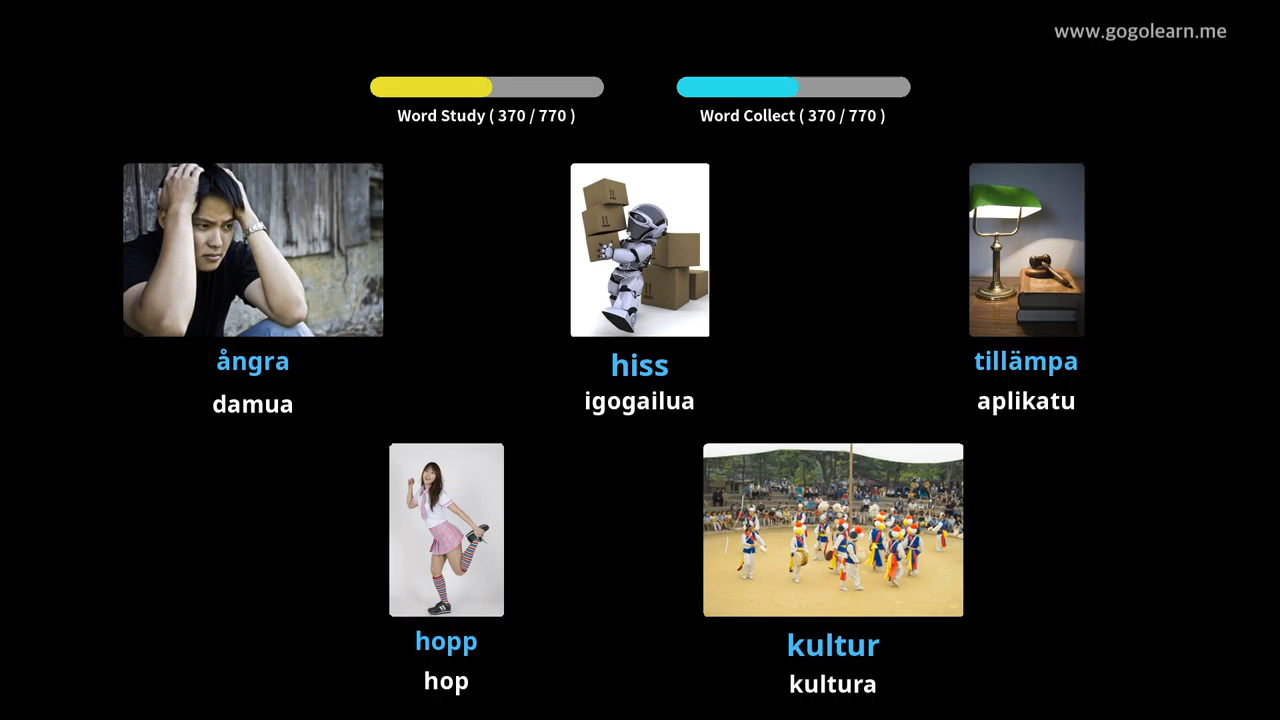 www.gogolearn.me
Word Study ( 370 / 770 )
Word Collect ( 370 / 770 )
ångra
damua
hiss
igogailua
tillämpa
aplikatu
hopp
hop
kultur
kultura